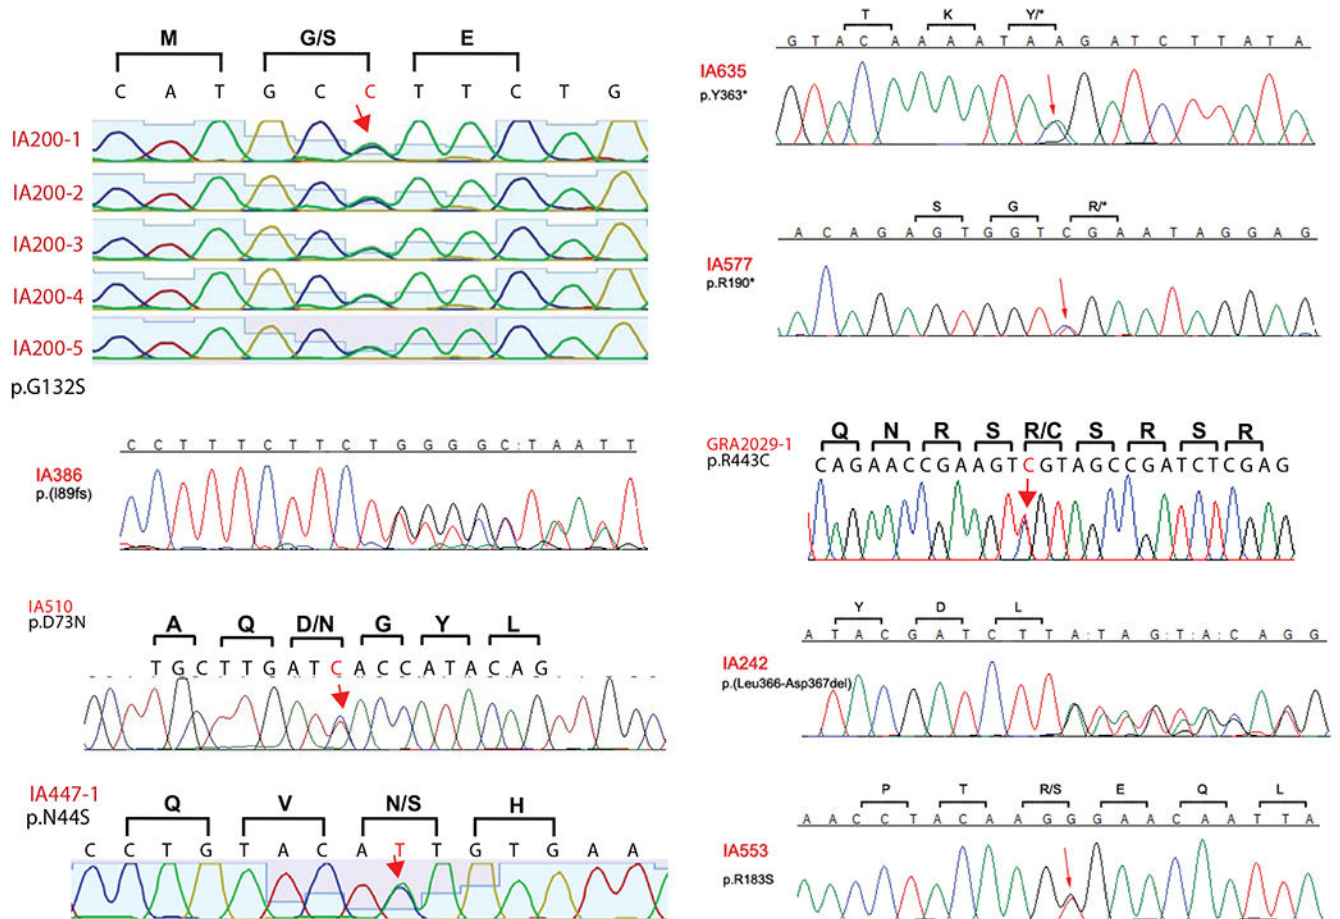 M G/S E
C A T G C C T T C T G
IA200-1
IA200-2
IA200-3
IA200-4
IA200-5
p.G132S
C C T T T C T T C T G G G G C : T A A T T
IA386
p.(I89fs)
IA510
p.D73N
A Q D/N G Y L
T G C T T G A T C A C C A T A C A G
IA447-1
p.N44S
Q V N/S H
C C T G T A C A T T G T G A A
T K Y/*
G T A C A A A A T A A G A T C T T A T A
IA635
p.Y363*
S G R/*
A C A G A G T G G T C G A A T A G G A G
IA577
p.R190*
GRA2029-1
p.R443C
Q N R S R/C S R S R
CAGAACCGAAGTCGTAGCCGATCTCGAG
Y D L
A T A C G A T C T T A : T A G : T : A : C A G G
IA242
p.(Leu366-Asp367del)
P T R/S E Q L
A A C C T A C A A G G G A A C A A T T A
IA553
p.R183S